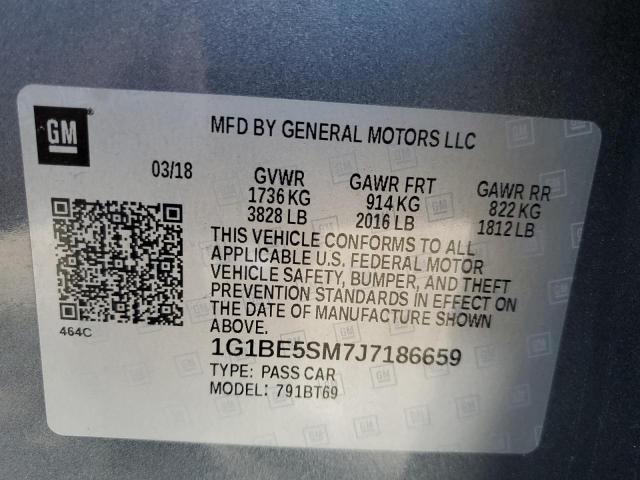 GM
MFD BY GENERAL MOTORS LLC
03/18
GVWR GAWR FRT GAWR RR
1736 KG 914 KG 822 KG
3828 LB 2016 LB 1812 LB
THIS VEHICLE CONFORMS TO ALL
APPLICABLE U.S. FEDERAL MOTOR
VEHICLE SAFETY, BUMPER, AND THEFT
PREVENTION STANDARDS IN EFFECT ON
THE DATE OF MANUFACTURE SHOWN
ABOVE.
464C
1G1BE5SM7J7186659
TYPE: PASS CAR
MODEL: 791BT69